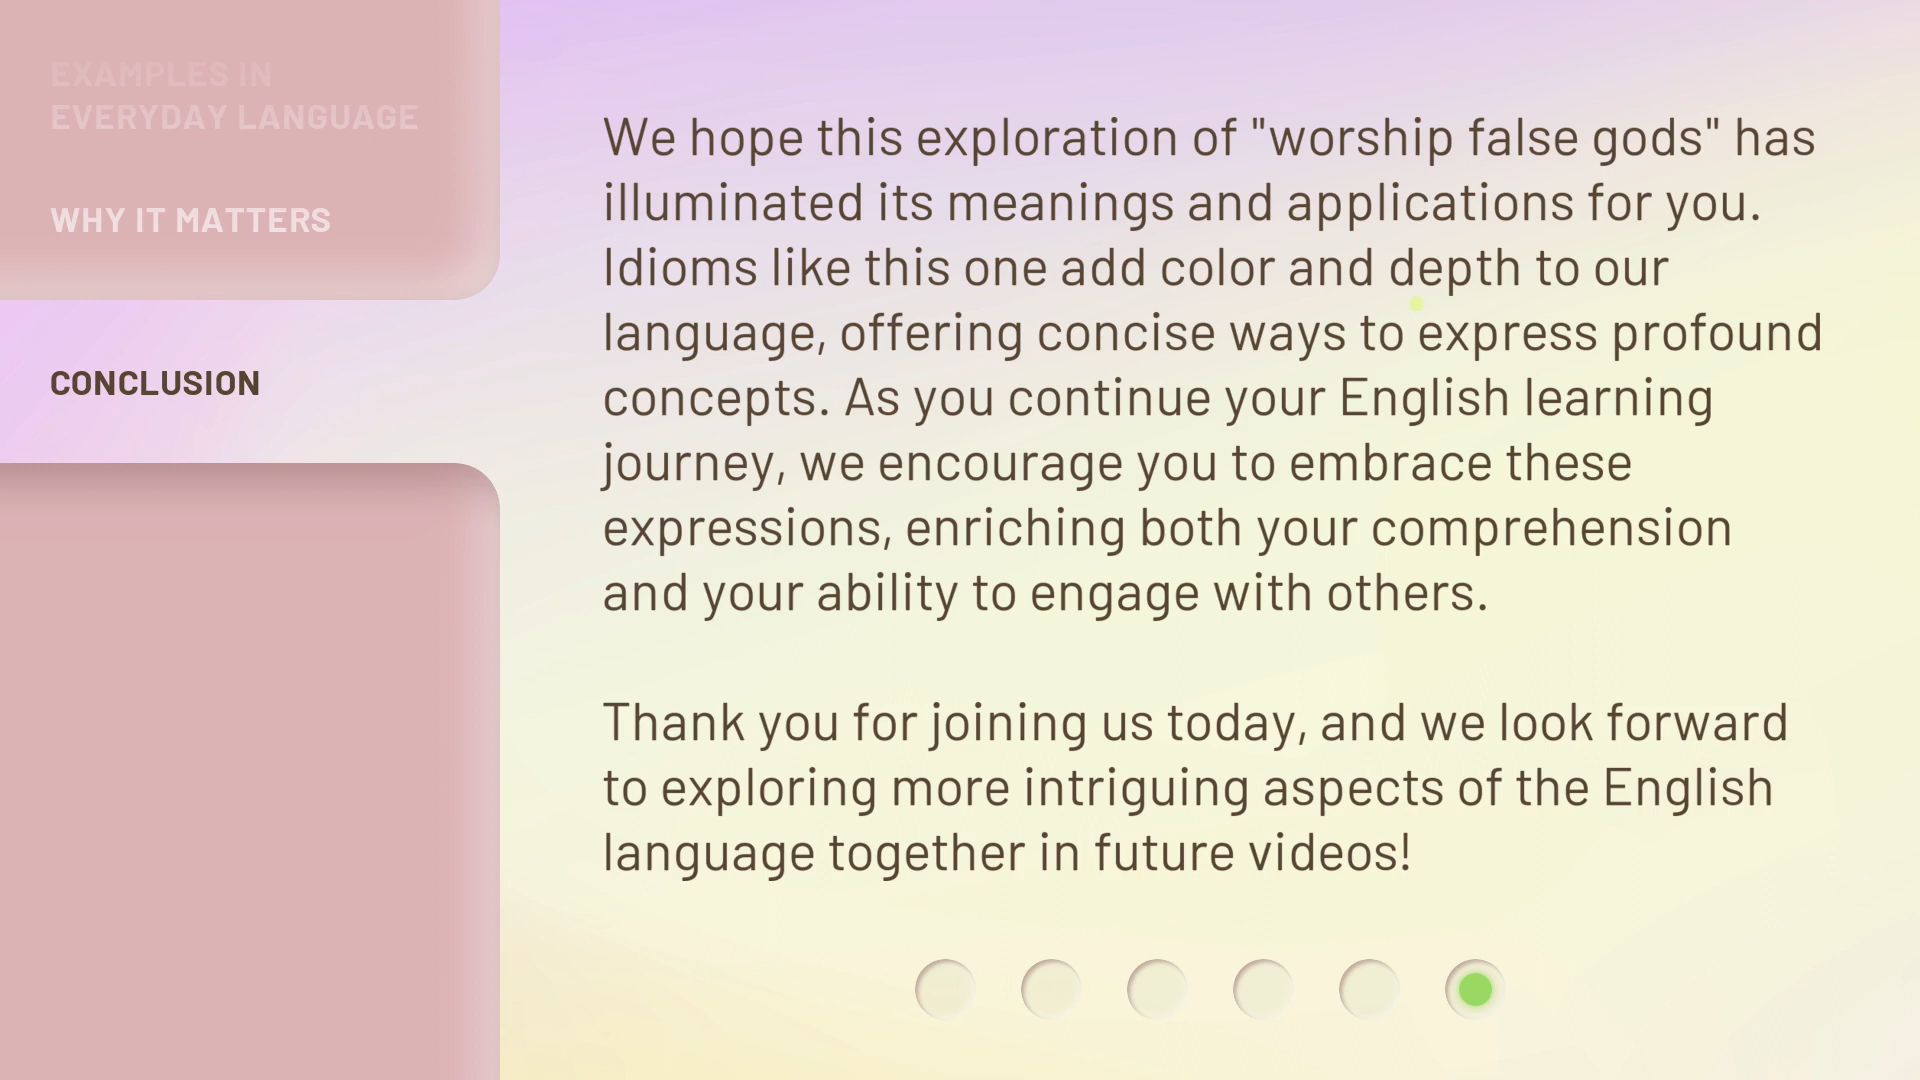 EXAMPLES IN
EVERYDAY LANGUAGE
WHY IT MATTERS
CONCLUSION
We hope this exploration of "worship false gods" has
illuminated its meanings and applications for you.
Idioms like this one add color and depth to our
language, offering concise ways to express profound
concepts. As you continue your English learning
journey, we encourage you to embrace these
expressions, enriching both your comprehension
and your ability to engage with others.
Thank you for joining us today, and we look forward
to exploring more intriguing aspects of the English
language together in future videos!